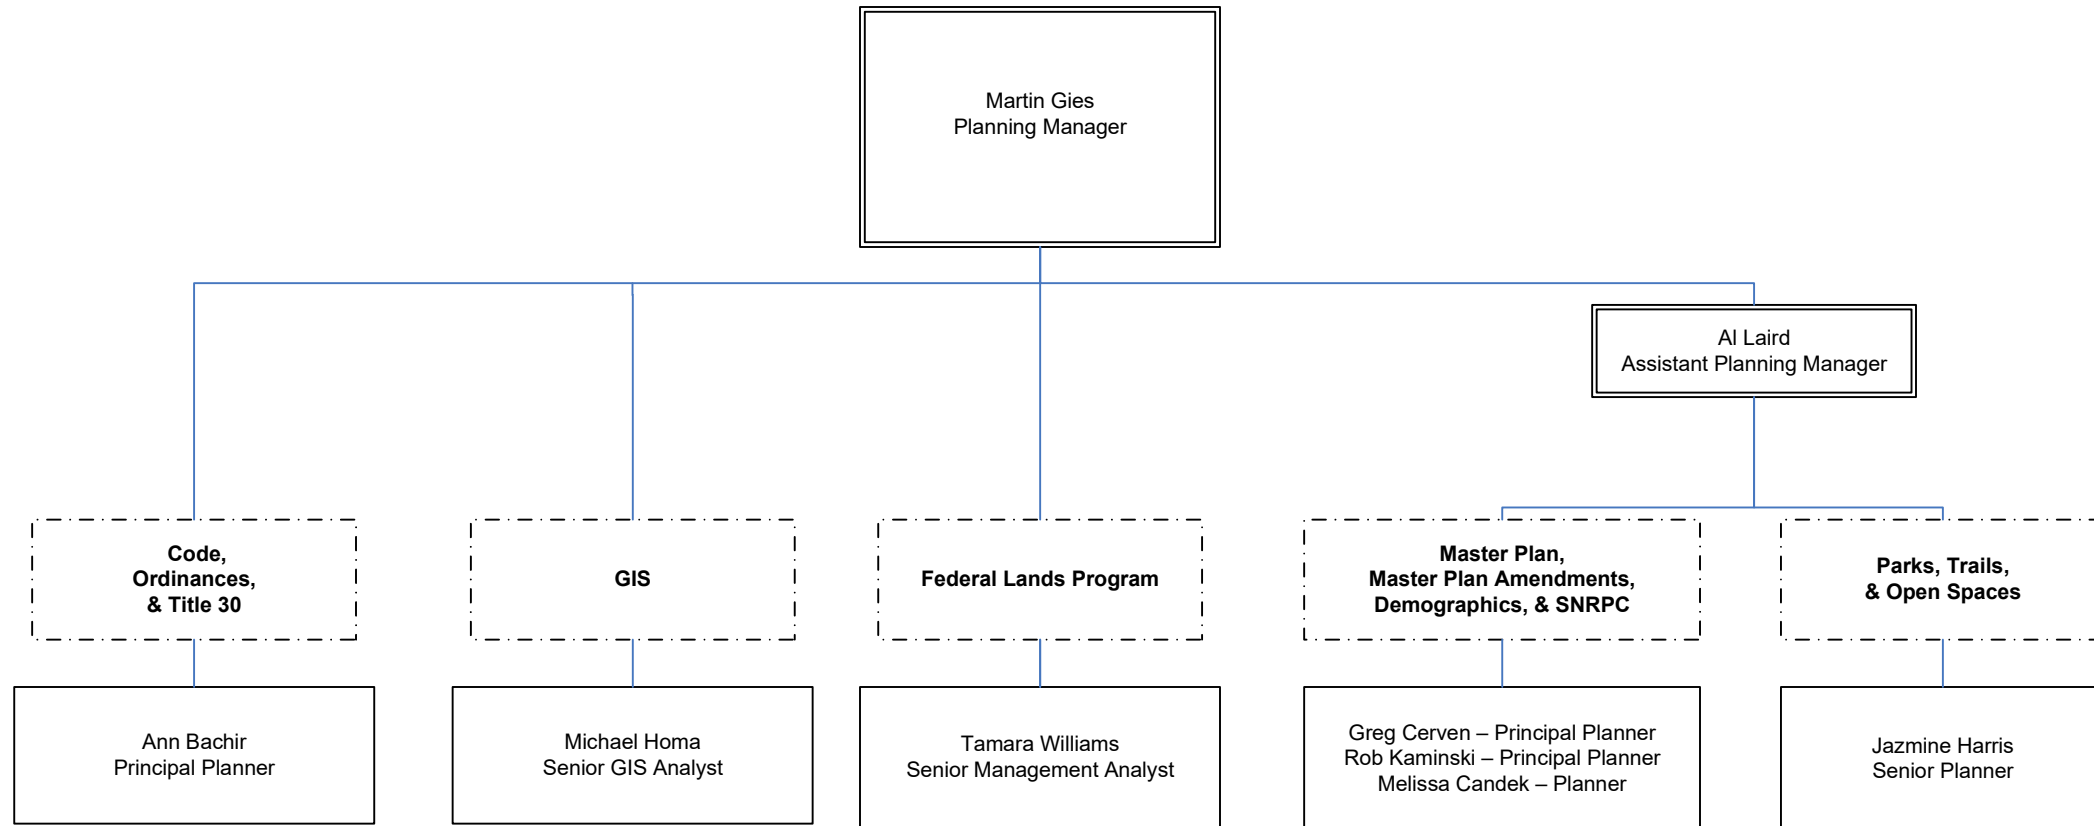 Martin Gies
Planning Manager
Al Laird
Assistant Planning Manager
Code,
Ordinances,
& Title 30
GIS
Federal Lands Program
Master Plan,
Master Plan Amendments,
Demographics, & SNRPC
Parks, Trails,
& Open Spaces
Ann Bachir
Principal Planner
Michael Homa
Senior GIS Analyst
Tamara Williams
Senior Management Analyst
Greg Cerven – Principal Planner
Rob Kaminski – Principal Planner
Melissa Candek – Planner
Jazmine Harris
Senior Planner